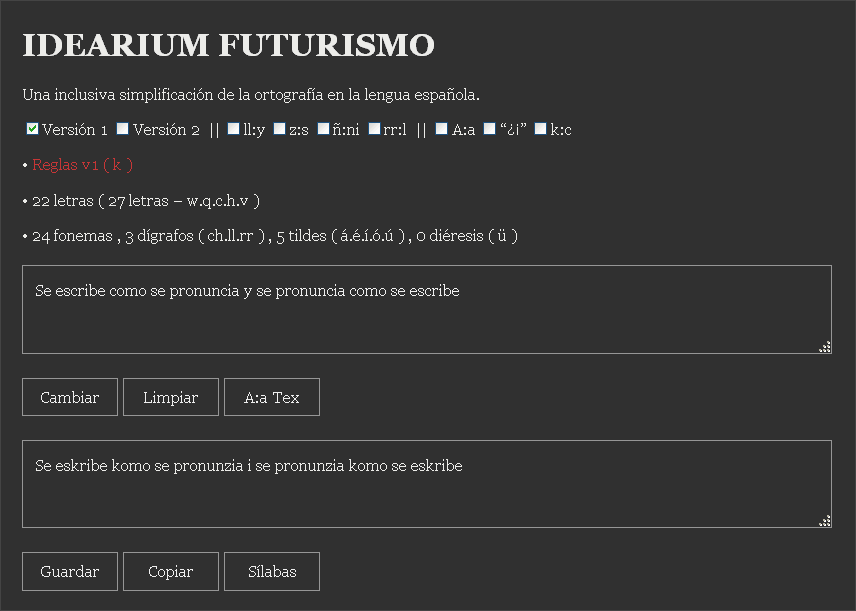 IDEARIUM FUTURISMO
Una inclusiva simplificación de la ortografía en la lengua española.
Versión 1 Versión 2 || ll:y z:s ñ:ni rr:l || A:a “¿¡” k:c
• Reglas v1 ( k )
• 22 letras ( 27 letras – w.q.c.h.v )
• 24 fonemas , 3 dígrafos ( ch.ll.rr ) , 5 tildes ( á.é.í.ó.ú ) , 0 diéresis ( ü )
Se escribe como se pronuncia y se pronuncia como se escribe
Cambiar Limpiar A:a Tex
Se eskribe komo se pronunzia i se pronunzia komo se eskribe
Guardar Copiar Sílabas